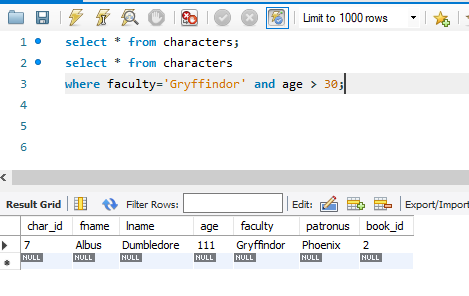 Limit to 1000 rows
1 select * from characters;
2 select * from characters
3 where faculty='Gryffindor' and age > 30;
4
5
6
Result Grid Filter Rows: Edit: Export/Import
char_id fname lname age faculty patronus book_id
7 Albus Dumbledore 111 Gryffindor Phoenix 2
NULL NULL NULL NULL NULL NULL NULL